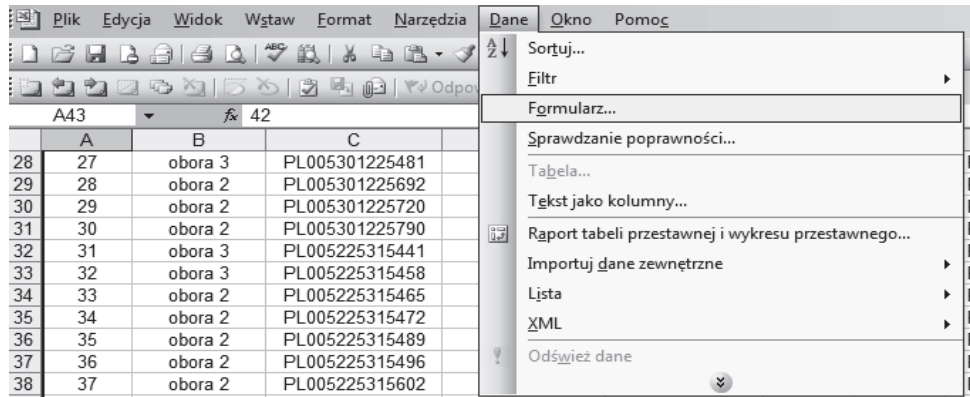 Plik Edycja Widok Wstaw Format Narzędzia Dane Okno Pomoc
Sortuj...
Filtr
Formularz...
Sprawdzanie poprawności...
Tabela...
Tekst jako kolumny...
Raport tabeli przestawnej i wykresu przestawnego...
Importuj dane zewnętrzne
Lista
XML
Odśwież dane
A43 fx 42
A B C
28 27 obora 3 PL005301225481
29 28 obora 2 PL005301225692
30 29 obora 2 PL005301225720
31 30 obora 2 PL005301225790
32 31 obora 3 PL005225315441
33 32 obora 3 PL005225315458
34 33 obora 2 PL005225315465
35 34 obora 2 PL005225315472
36 35 obora 2 PL005225315489
37 36 obora 2 PL005225315496
38 37 obora 2 PL005225315602